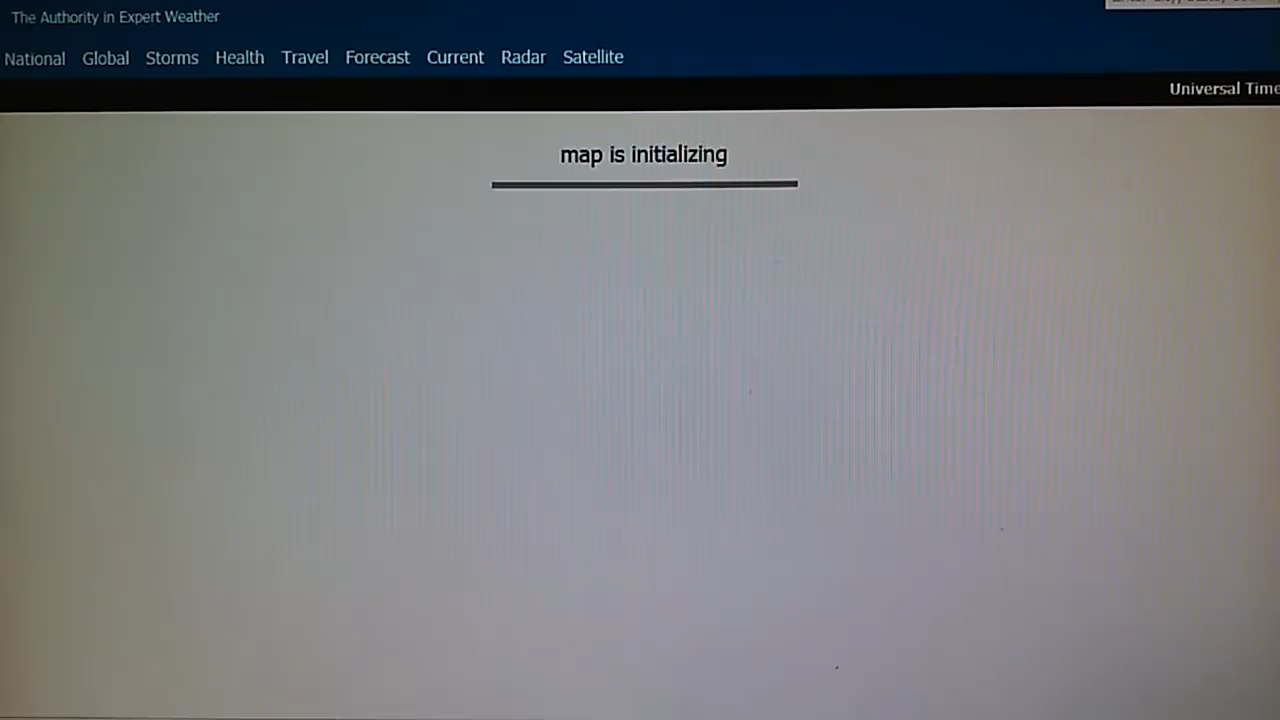 The Authority in Expert Weather
National Global Storms Health Travel Forecast Current Radar Satellite
Universal Time
map is initializing